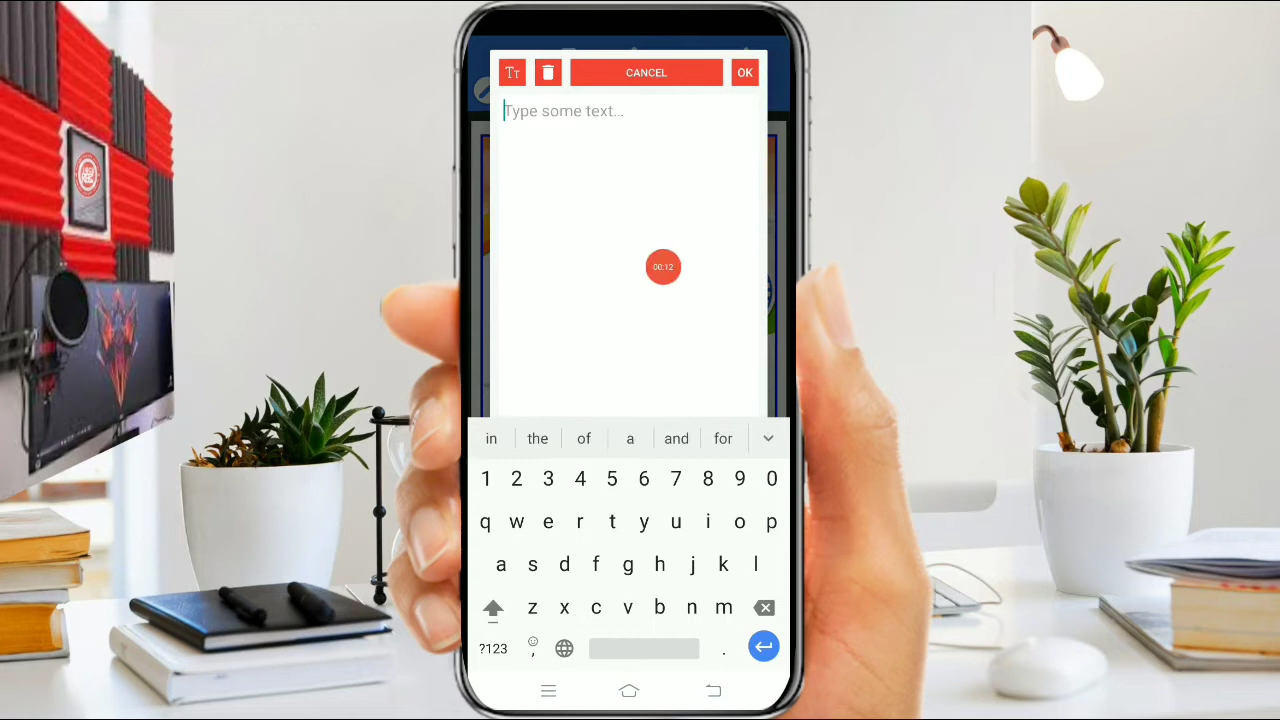 TT
CANCEL
OK
Type some text...
00:12
in the of a and for
1 2 3 4 5 6 7 8 9 0
q w e r t y u i o p
a s d f g h j k l
z x c v b n m
?123 , .